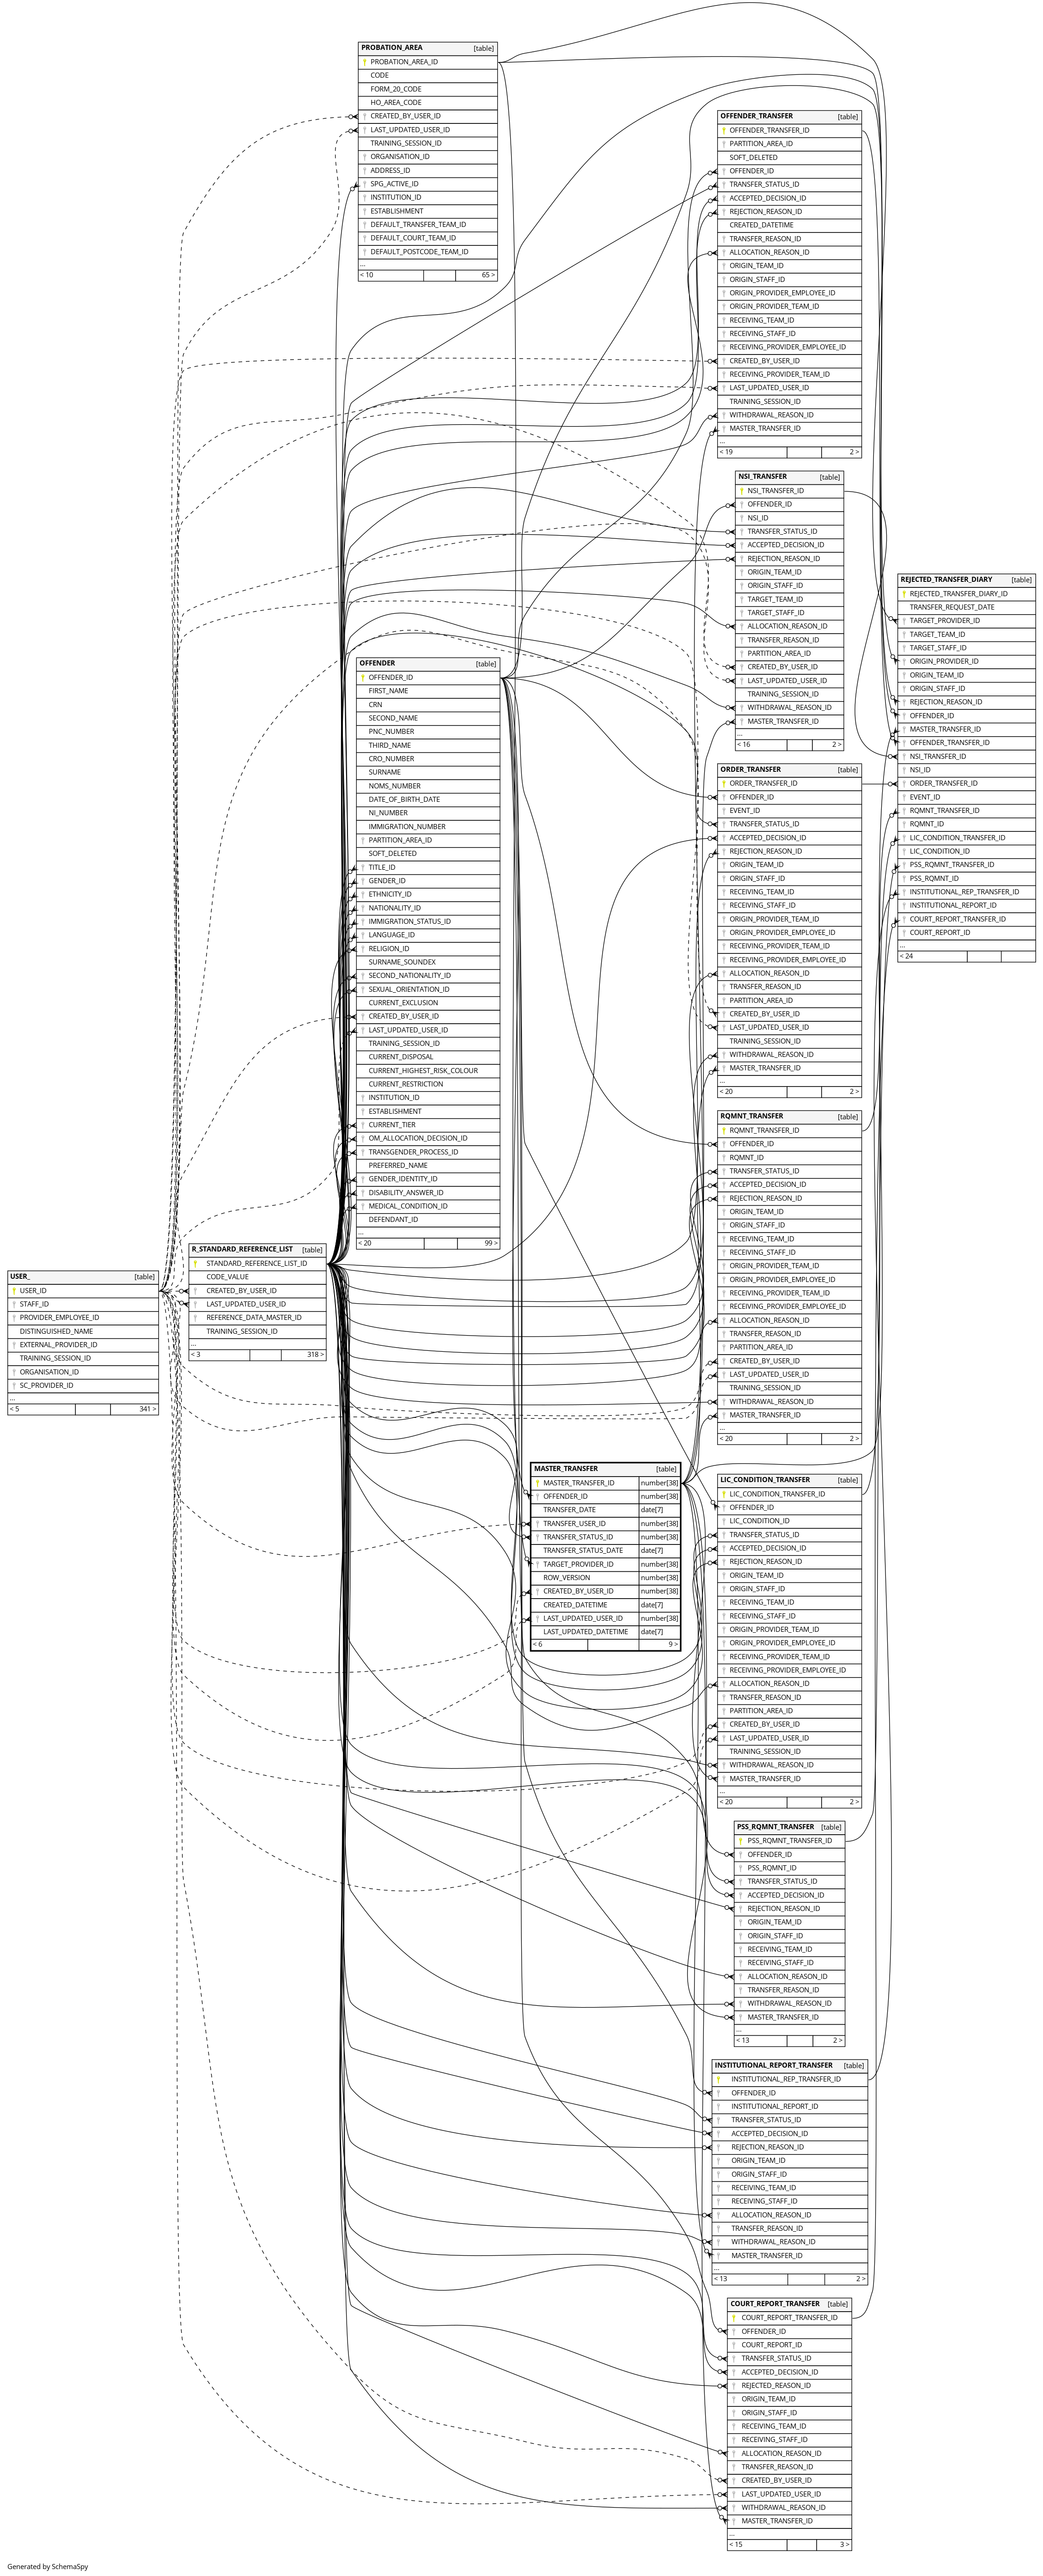 PROBATION_AREA [table]
PROBATION_AREA_ID
CODE
FORM_20_CODE
HO_AREA_CODE
CREATED_BY_USER_ID
LAST_UPDATED_USER_ID
TRAINING_SESSION_ID
ORGANISATION_ID
ADDRESS_ID
SPG_ACTIVE_ID
INSTITUTION_ID
ESTABLISHMENT
DEFAULT_TRANSFER_TEAM_ID
DEFAULT_COURT_TEAM_ID
DEFAULT_POSTCODE_TEAM_ID
...
< 10 65 >
OFFENDER_TRANSFER [table]
OFFENDER_TRANSFER_ID
PARTITION_AREA_ID
SOFT_DELETED
OFFENDER_ID
TRANSFER_STATUS_ID
ACCEPTED_DECISION_ID
REJECTION_REASON_ID
CREATED_DATETIME
TRANSFER_REASON_ID
ALLOCATION_REASON_ID
ORIGIN_TEAM_ID
ORIGIN_STAFF_ID
ORIGIN_PROVIDER_EMPLOYEE_ID
ORIGIN_PROVIDER_TEAM_ID
RECEIVING_TEAM_ID
RECEIVING_STAFF_ID
RECEIVING_PROVIDER_EMPLOYEE_ID
CREATED_BY_USER_ID
RECEIVING_PROVIDER_TEAM_ID
LAST_UPDATED_USER_ID
TRAINING_SESSION_ID
WITHDRAWAL_REASON_ID
MASTER_TRANSFER_ID
...
< 19 2 >
NSI_TRANSFER [table]
NSI_TRANSFER_ID
OFFENDER_ID
NSI_ID
TRANSFER_STATUS_ID
ACCEPTED_DECISION_ID
REJECTION_REASON_ID
ORIGIN_TEAM_ID
ORIGIN_STAFF_ID
TARGET_TEAM_ID
TARGET_STAFF_ID
ALLOCATION_REASON_ID
TRANSFER_REASON_ID
PARTITION_AREA_ID
CREATED_BY_USER_ID
LAST_UPDATED_USER_ID
TRAINING_SESSION_ID
WITHDRAWAL_REASON_ID
MASTER_TRANSFER_ID
...
< 16 2 >
REJECTED_TRANSFER_DIARY [table]
REJECTED_TRANSFER_DIARY_ID
TRANSFER_REQUEST_DATE
TARGET_PROVIDER_ID
TARGET_TEAM_ID
TARGET_STAFF_ID
ORIGIN_PROVIDER_ID
ORIGIN_TEAM_ID
ORIGIN_STAFF_ID
REJECTION_REASON_ID
OFFENDER_ID
MASTER_TRANSFER_ID
OFFENDER_TRANSFER_ID
NSI_TRANSFER_ID
NSI_ID
ORDER_TRANSFER_ID
EVENT_ID
RQMNT_TRANSFER_ID
RQMNT_ID
LIC_CONDITION_TRANSFER_ID
LIC_CONDITION_ID
PSS_RQMNT_TRANSFER_ID
PSS_RQMNT_ID
INSTITUTIONAL_REP_TRANSFER_ID
INSTITUTIONAL_REPORT_ID
COURT_REPORT_TRANSFER_ID
COURT_REPORT_ID
...
< 24
OFFENDER [table]
OFFENDER_ID
FIRST_NAME
CRN
SECOND_NAME
PNC_NUMBER
THIRD_NAME
CRO_NUMBER
SURNAME
NOMS_NUMBER
DATE_OF_BIRTH_DATE
NI_NUMBER
IMMIGRATION_NUMBER
PARTITION_AREA_ID
SOFT_DELETED
TITLE_ID
GENDER_ID
ETHNICITY_ID
NATIONALITY_ID
IMMIGRATION_STATUS_ID
LANGUAGE_ID
RELIGION_ID
SURNAME_SOUNDEX
SECOND_NATIONALITY_ID
SEXUAL_ORIENTATION_ID
CURRENT_EXCLUSION
CREATED_BY_USER_ID
LAST_UPDATED_USER_ID
TRAINING_SESSION_ID
CURRENT_DISPOSAL
CURRENT_HIGHEST_RISK_COLOUR
CURRENT_RESTRICTION
INSTITUTION_ID
ESTABLISHMENT
CURRENT_TIER
OM_ALLOCATION_DECISION_ID
TRANSGENDER_PROCESS_ID
PREFERRED_NAME
GENDER_IDENTITY_ID
DISABILITY_ANSWER_ID
MEDICAL_CONDITION_ID
DEFENDANT_ID
...
< 20 99 >
ORDER_TRANSFER [table]
ORDER_TRANSFER_ID
OFFENDER_ID
EVENT_ID
TRANSFER_STATUS_ID
ACCEPTED_DECISION_ID
REJECTION_REASON_ID
ORIGIN_TEAM_ID
ORIGIN_STAFF_ID
RECEIVING_TEAM_ID
RECEIVING_STAFF_ID
ORIGIN_PROVIDER_TEAM_ID
ORIGIN_PROVIDER_EMPLOYEE_ID
RECEIVING_PROVIDER_TEAM_ID
RECEIVING_PROVIDER_EMPLOYEE_ID
ALLOCATION_REASON_ID
TRANSFER_REASON_ID
PARTITION_AREA_ID
CREATED_BY_USER_ID
LAST_UPDATED_USER_ID
TRAINING_SESSION_ID
WITHDRAWAL_REASON_ID
MASTER_TRANSFER_ID
...
< 20 2 >
RQMNT_TRANSFER [table]
RQMNT_TRANSFER_ID
OFFENDER_ID
RQMNT_ID
TRANSFER_STATUS_ID
ACCEPTED_DECISION_ID
REJECTION_REASON_ID
ORIGIN_TEAM_ID
ORIGIN_STAFF_ID
RECEIVING_TEAM_ID
RECEIVING_STAFF_ID
ORIGIN_PROVIDER_TEAM_ID
ORIGIN_PROVIDER_EMPLOYEE_ID
RECEIVING_PROVIDER_TEAM_ID
RECEIVING_PROVIDER_EMPLOYEE_ID
ALLOCATION_REASON_ID
TRANSFER_REASON_ID
PARTITION_AREA_ID
CREATED_BY_USER_ID
LAST_UPDATED_USER_ID
TRAINING_SESSION_ID
WITHDRAWAL_REASON_ID
MASTER_TRANSFER_ID
...
< 20 2 >
R_STANDARD_REFERENCE_LIST [table]
STANDARD_REFERENCE_LIST_ID
CODE_VALUE
CREATED_BY_USER_ID
LAST_UPDATED_USER_ID
REFERENCE_DATA_MASTER_ID
TRAINING_SESSION_ID
...
< 3 318 >
USER_ [table]
USER_ID
STAFF_ID
PROVIDER_EMPLOYEE_ID
DISTINGUISHED_NAME
EXTERNAL_PROVIDER_ID
TRAINING_SESSION_ID
ORGANISATION_ID
SC_PROVIDER_ID
...
< 5 341 >
MASTER_TRANSFER [table]
MASTER_TRANSFER_ID number[38]
OFFENDER_ID number[38]
TRANSFER_DATE date[7]
TRANSFER_USER_ID number[38]
TRANSFER_STATUS_ID number[38]
TRANSFER_STATUS_DATE date[7]
TARGET_PROVIDER_ID number[38]
ROW_VERSION number[38]
CREATED_BY_USER_ID number[38]
CREATED_DATETIME date[7]
LAST_UPDATED_USER_ID number[38]
LAST_UPDATED_DATETIME date[7]
< 6 9 >
LIC_CONDITION_TRANSFER [table]
LIC_CONDITION_TRANSFER_ID
OFFENDER_ID
LIC_CONDITION_ID
TRANSFER_STATUS_ID
ACCEPTED_DECISION_ID
REJECTION_REASON_ID
ORIGIN_TEAM_ID
ORIGIN_STAFF_ID
RECEIVING_TEAM_ID
RECEIVING_STAFF_ID
ORIGIN_PROVIDER_TEAM_ID
ORIGIN_PROVIDER_EMPLOYEE_ID
RECEIVING_PROVIDER_TEAM_ID
RECEIVING_PROVIDER_EMPLOYEE_ID
ALLOCATION_REASON_ID
TRANSFER_REASON_ID
PARTITION_AREA_ID
CREATED_BY_USER_ID
LAST_UPDATED_USER_ID
TRAINING_SESSION_ID
WITHDRAWAL_REASON_ID
MASTER_TRANSFER_ID
...
< 20 2 >
PSS_RQMNT_TRANSFER [table]
PSS_RQMNT_TRANSFER_ID
OFFENDER_ID
PSS_RQMNT_ID
TRANSFER_STATUS_ID
ACCEPTED_DECISION_ID
REJECTION_REASON_ID
ORIGIN_TEAM_ID
ORIGIN_STAFF_ID
RECEIVING_TEAM_ID
RECEIVING_STAFF_ID
ALLOCATION_REASON_ID
TRANSFER_REASON_ID
WITHDRAWAL_REASON_ID
MASTER_TRANSFER_ID
...
< 13 2 >
INSTITUTIONAL_REPORT_TRANSFER [table]
INSTITUTIONAL_REP_TRANSFER_ID
OFFENDER_ID
INSTITUTIONAL_REPORT_ID
TRANSFER_STATUS_ID
ACCEPTED_DECISION_ID
REJECTION_REASON_ID
ORIGIN_TEAM_ID
ORIGIN_STAFF_ID
RECEIVING_TEAM_ID
RECEIVING_STAFF_ID
ALLOCATION_REASON_ID
TRANSFER_REASON_ID
WITHDRAWAL_REASON_ID
MASTER_TRANSFER_ID
...
< 13 2 >
COURT_REPORT_TRANSFER [table]
COURT_REPORT_TRANSFER_ID
OFFENDER_ID
COURT_REPORT_ID
TRANSFER_STATUS_ID
ACCEPTED_DECISION_ID
REJECTED_REASON_ID
ORIGIN_TEAM_ID
ORIGIN_STAFF_ID
RECEIVING_TEAM_ID
RECEIVING_STAFF_ID
ALLOCATION_REASON_ID
TRANSFER_REASON_ID
CREATED_BY_USER_ID
LAST_UPDATED_USER_ID
WITHDRAWAL_REASON_ID
MASTER_TRANSFER_ID
...
< 15 3 >
Generated by SchemaSpy